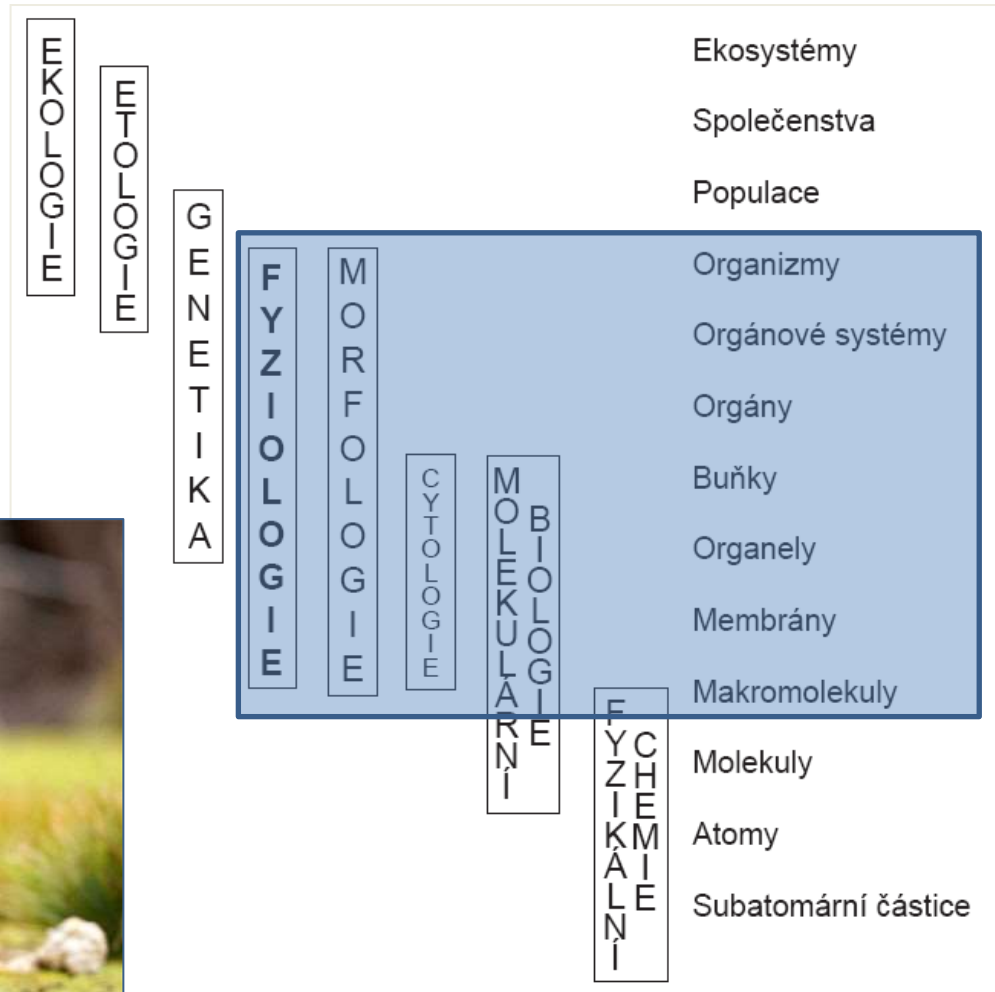 EKOLOGIE
ETOLOGIE
GENETIKA
FYZIOLOGIE
MORFOLOGIE
CYTOLOGIE
MOLEKULÁRNÍ
BIOLOGIE
FYZIKÁLNÍ
CHEMIE
Ekosystémy
Společenstva
Populace
Organizmy
Orgánové systémy
Orgány
Buňky
Organely
Membrány
Makromolekuly
Molekuly
Atomy
Subatomární částice